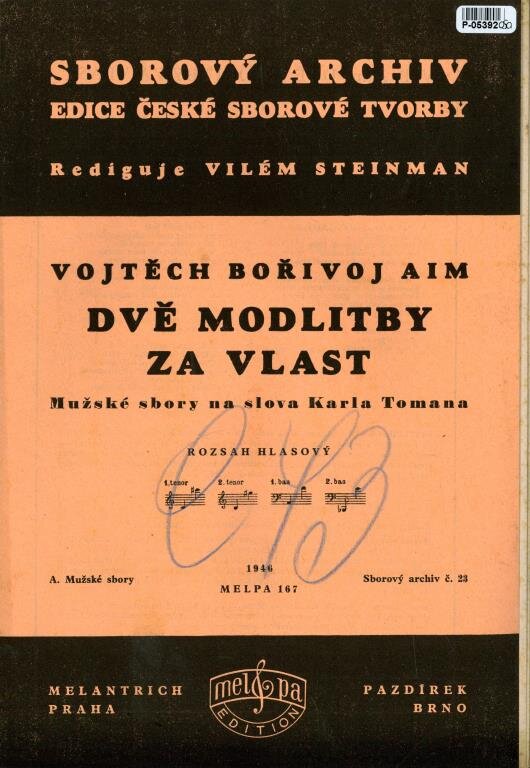 P-05392
SBOROVÝ ARCHIV
EDICE ČESKÉ SBOROVÉ TVORBY
Rediguje VILÉM STEINMAN
VOJTĚCH BOŘIVOJ AIM
DVĚ MODLITBY
ZA VLAST
Mužské sbory na slova Karla Tomana
ROZSAH HLASOVÝ
1. tenor 2. tenor 1. bas 2. bas
1946
A. Mužské sbory MELPA 167 Sborový archiv č. 23
MELANTRICH
PRAHA
mel & pa
EDITION
PAZDÍREK
BRNO